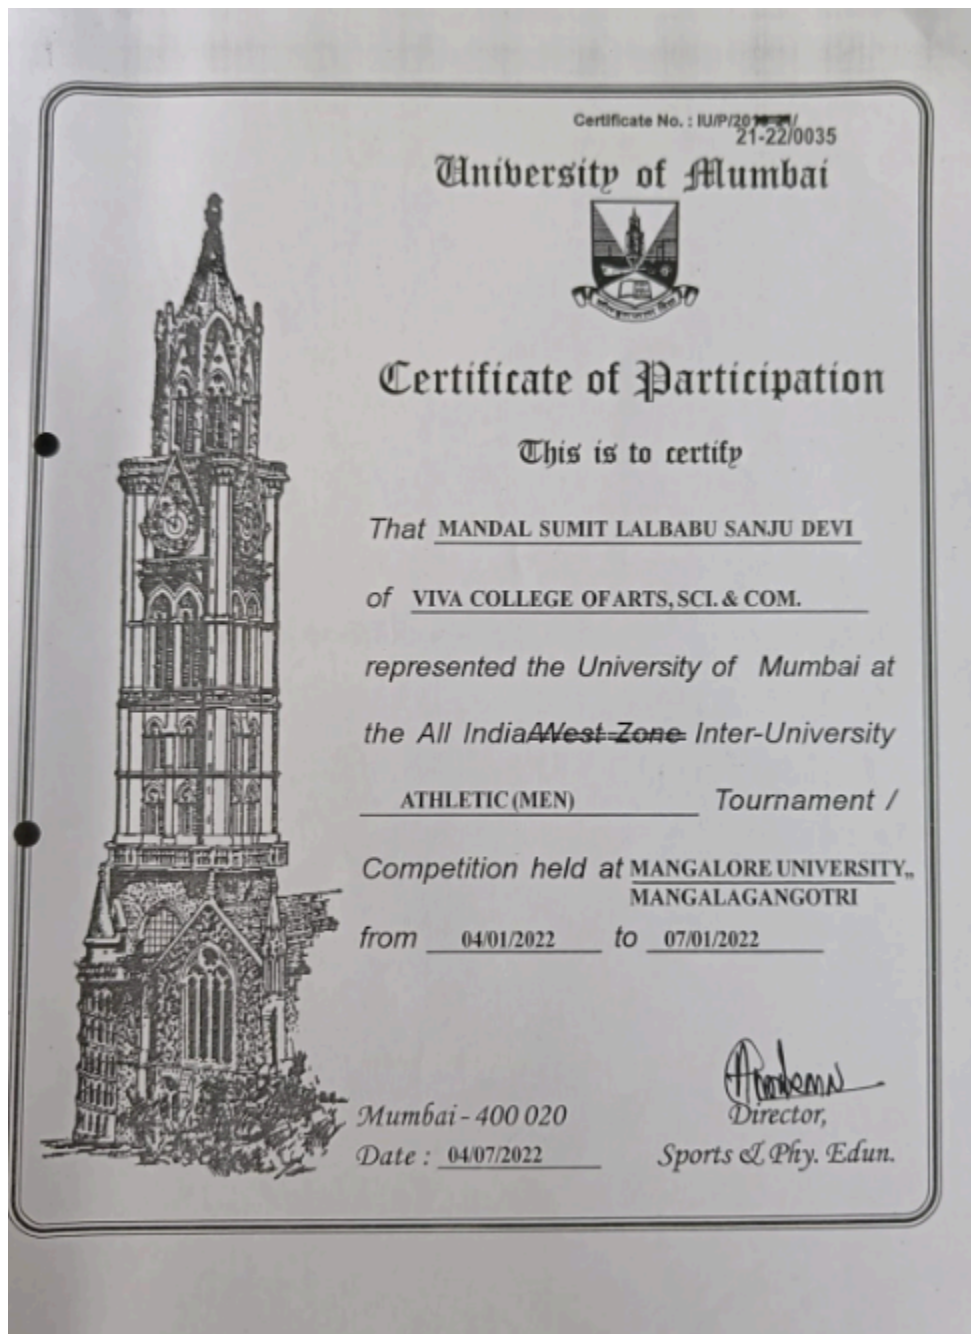 Certificate No. : IU/P/20
21-22/0035
University of Mumbai
Certificate of Participation
This is to certify
That MANDAL SUMIT LALBABU SANJU DEVI
of VIVA COLLEGE OF ARTS, SCI. & COM.
represented the University of Mumbai at
the All India/West Zone Inter-University
ATHLETIC (MEN) Tournament /
Competition held at MANGALORE UNIVERSITY,,
MANGALAGANGOTRI
from 04/01/2022 to 07/01/2022
Mumbai - 400 020
Director,
Date : 04/07/2022
Sports & Phy. Edun.